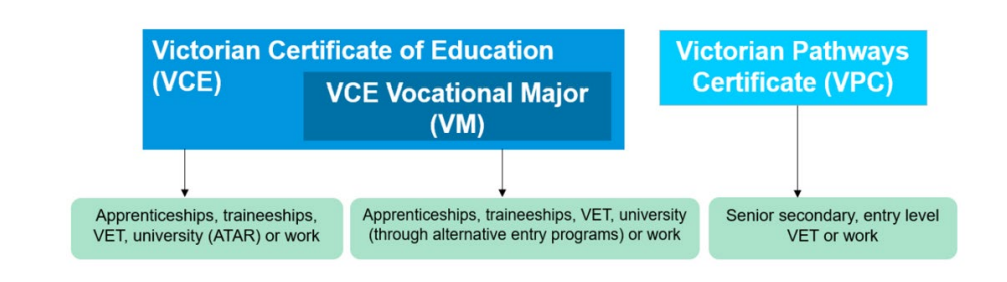 Victorian Certificate of Education
(VCE)
VCE Vocational Major
(VM)
Victorian Pathways
Certificate (VPC)
Apprenticeships, traineeships,
VET, university (ATAR) or work
Apprenticeships, traineeships, VET, university
(through alternative entry programs) or work
Senior secondary, entry level
VET or work